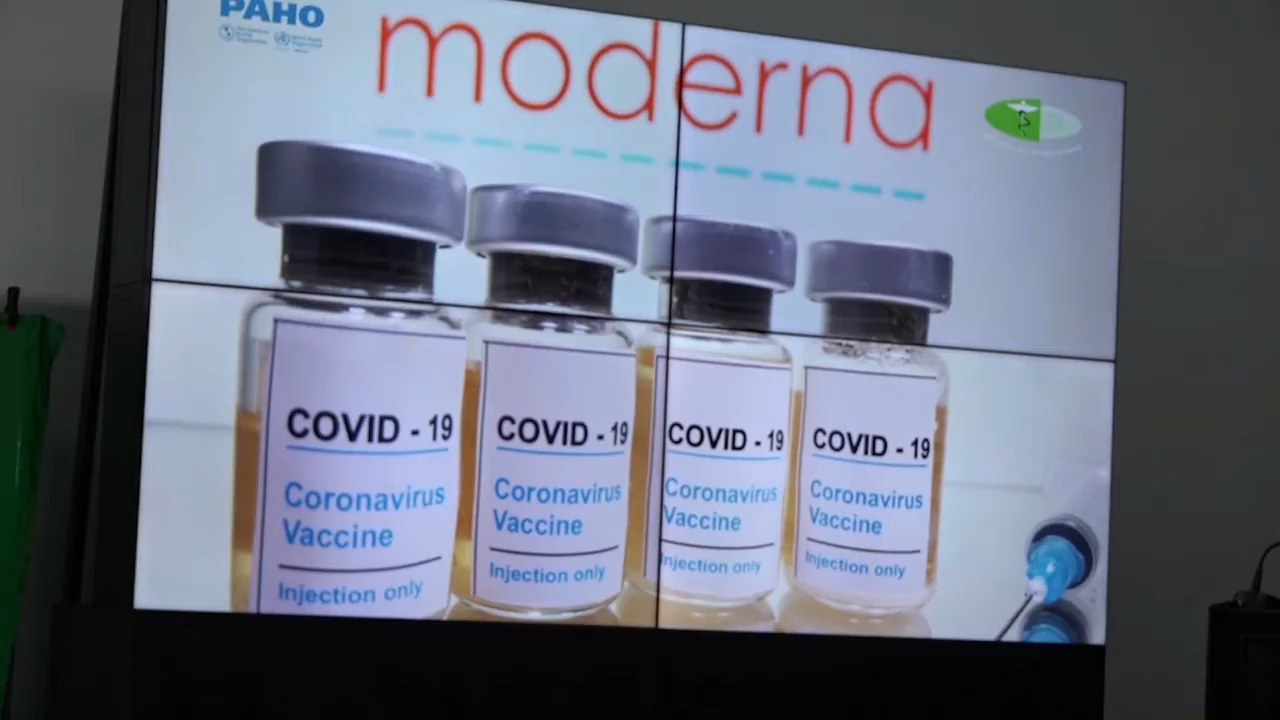 PAHO
moderna
COVID - 19
Coronavirus
Vaccine
Injection only
COVID - 19
Coronavirus
Vaccine
Injection only
COVID - 19
Coronavirus
Vaccine
Injection only
COVID - 19
Coronavirus
Vaccine
Injection only